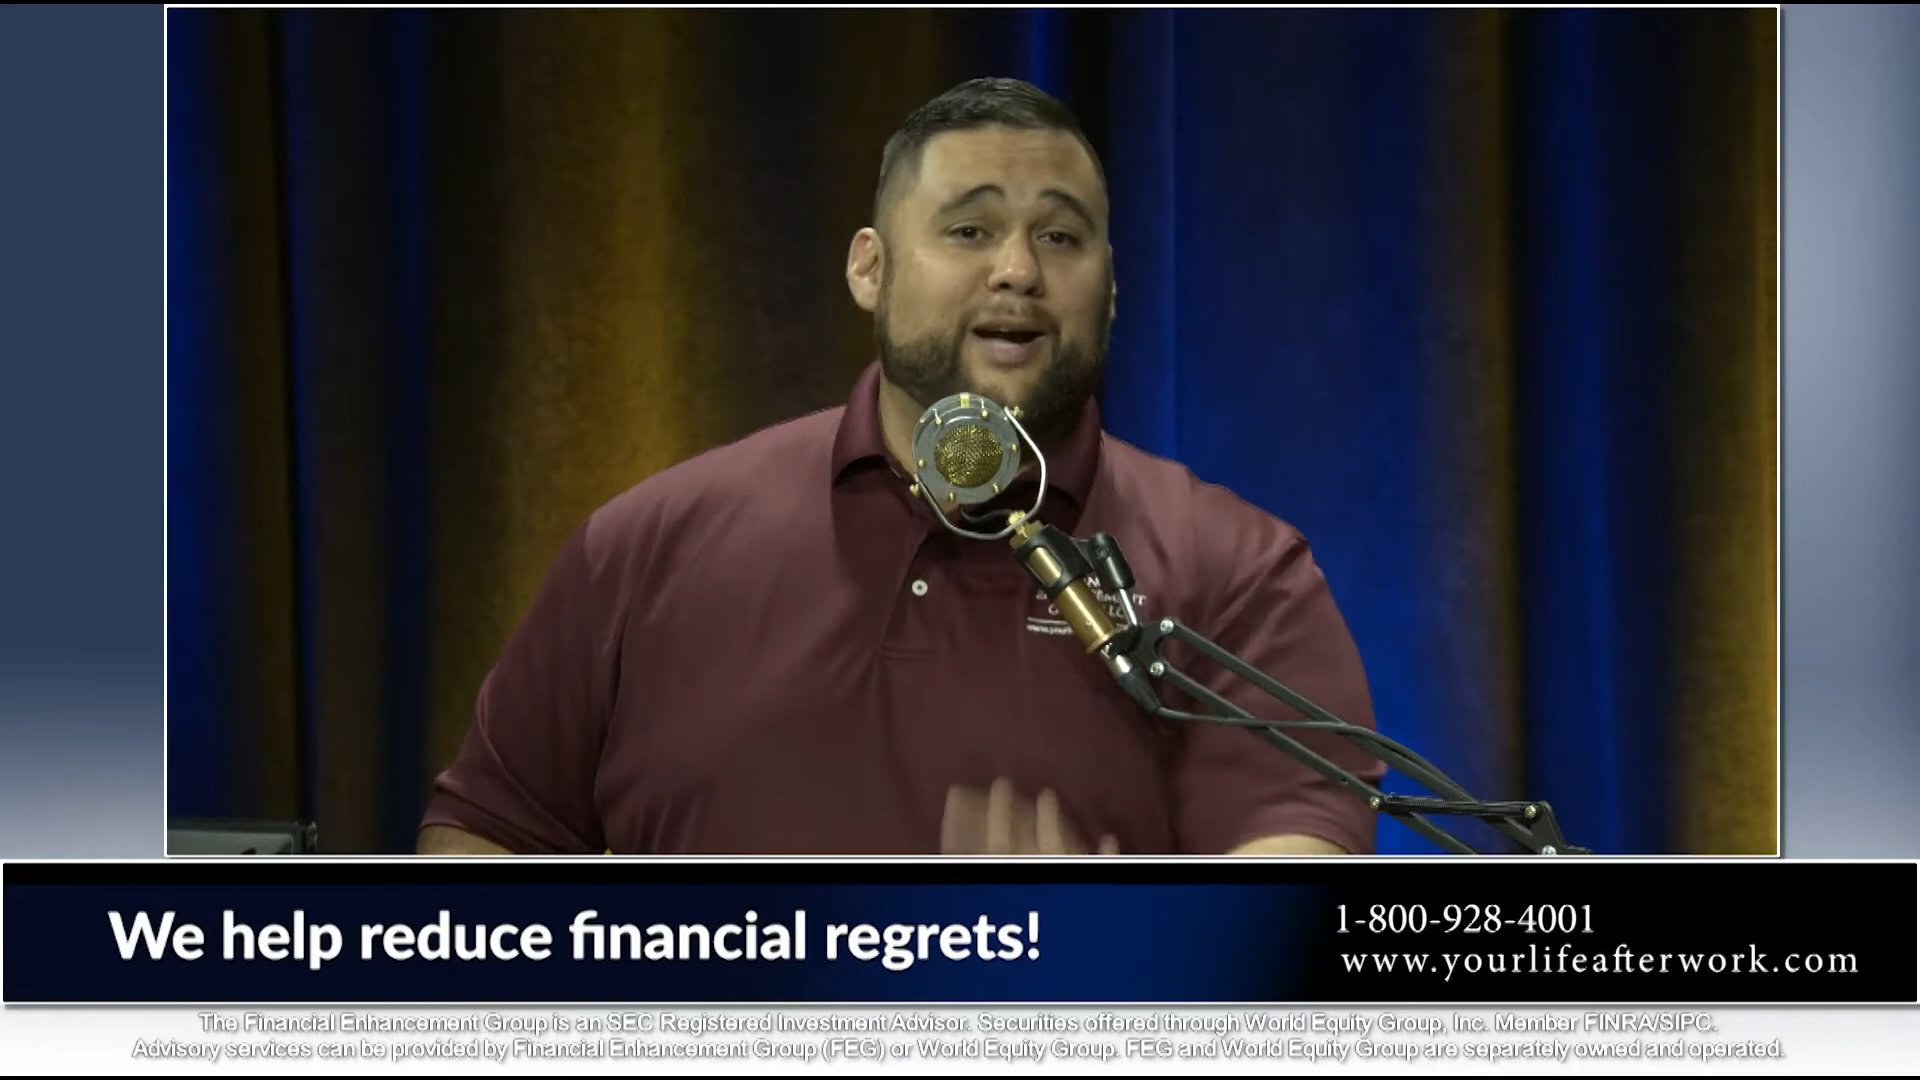 We help reduce financial regrets!
1-800-928-4001
www.yourlifeafterwork.com
The Financial Enhancement Group is an SEC Registered Investment Advisor. Securities offered through World Equity Group, Inc. Member FINRA/SIPC.
Advisory services can be provided by Financial Enhancement Group (FEG) or World Equity Group. FEG and World Equity Group are separately owned and operated.